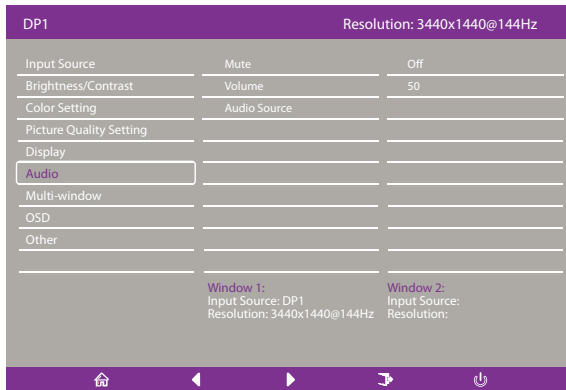 DP1 Resolution: 3440x1440@144Hz
Input Source Mute Off
Brightness/Contrast Volume 50
Color Setting Audio Source
Picture Quality Setting
Display
Audio
Multi-window
OSD
Other
Window 1: Window 2:
Input Source: DP1 Input Source:
Resolution: 3440x1440@144Hz Resolution: